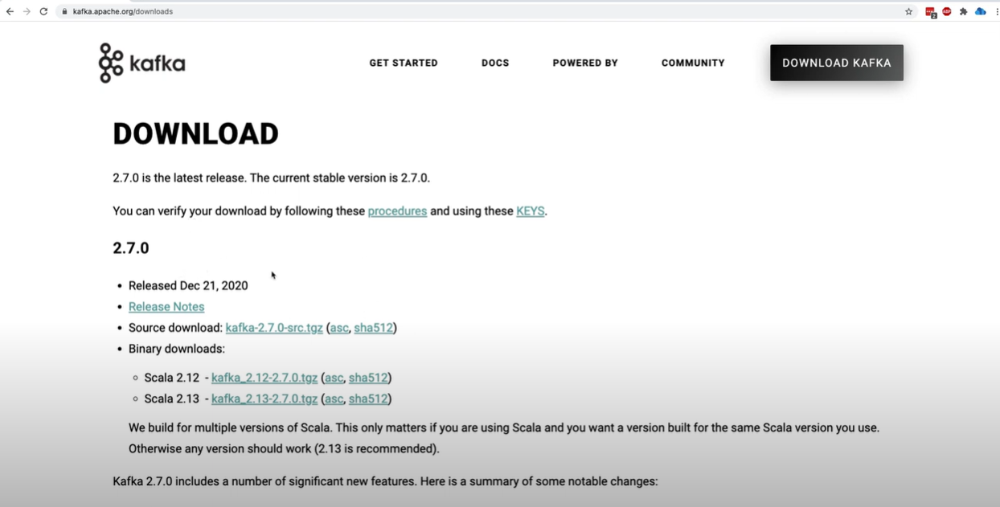 kafka.apache.org/downloads
kafka
GET STARTED
DOCS
POWERED BY
COMMUNITY
DOWNLOAD KAFKA
DOWNLOAD
2.7.0 is the latest release. The current stable version is 2.7.0.
You can verify your download by following these procedures and using these KEYS.
2.7.0
• Released Dec 21, 2020
• Release Notes
• Source download: kafka-2.7.0-src.tgz (asc, sha512)
• Binary downloads:
◦ Scala 2.12 - kafka_2.12-2.7.0.tgz (asc, sha512)
◦ Scala 2.13 - kafka_2.13-2.7.0.tgz (asc, sha512)
We build for multiple versions of Scala. This only matters if you are using Scala and you want a version built for the same Scala version you use.
Otherwise any version should work (2.13 is recommended).
Kafka 2.7.0 includes a number of significant new features. Here is a summary of some notable changes: